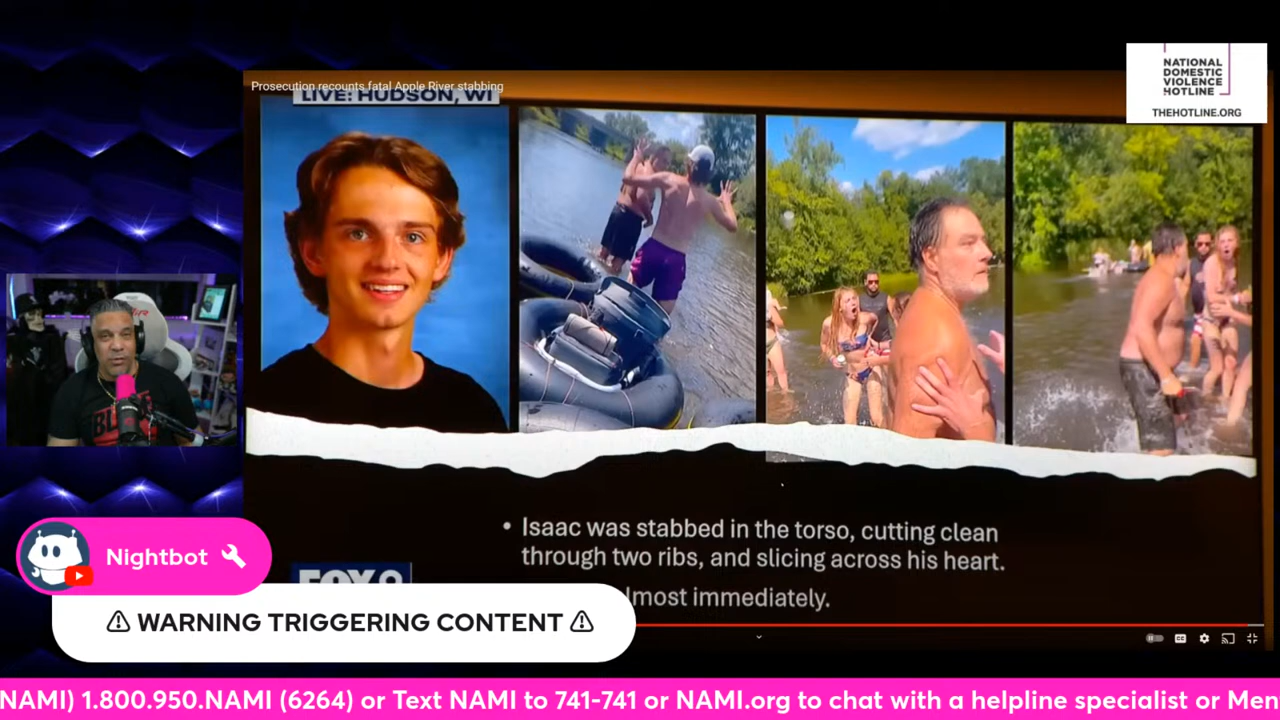 Prosecution recounts fatal Apple River stabbing
LIVE: HUDSON, WI
NATIONAL
DOMESTIC
VIOLENCE
HOTLINE
THEHOTLINE.ORG
• Isaac was stabbed in the torso, cutting clean
through two ribs, and slicing across his heart.
lmost immediately.
FOX 9
Nightbot
⚠ WARNING TRIGGERING CONTENT ⚠
NAMI) 1.800.950.NAMI (6264) or Text NAMI to 741-741 or NAMI.org to chat with a helpline specialist or Men